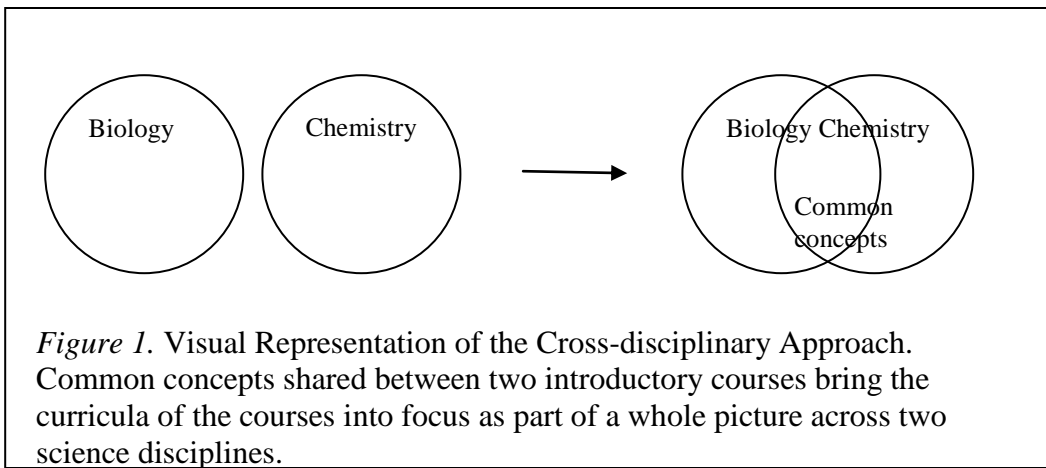 Biology
Chemistry
Biology Chemistry
Common
concepts
Figure 1. Visual Representation of the Cross-disciplinary Approach.
Common concepts shared between two introductory courses bring the
curricula of the courses into focus as part of a whole picture across two
science disciplines.